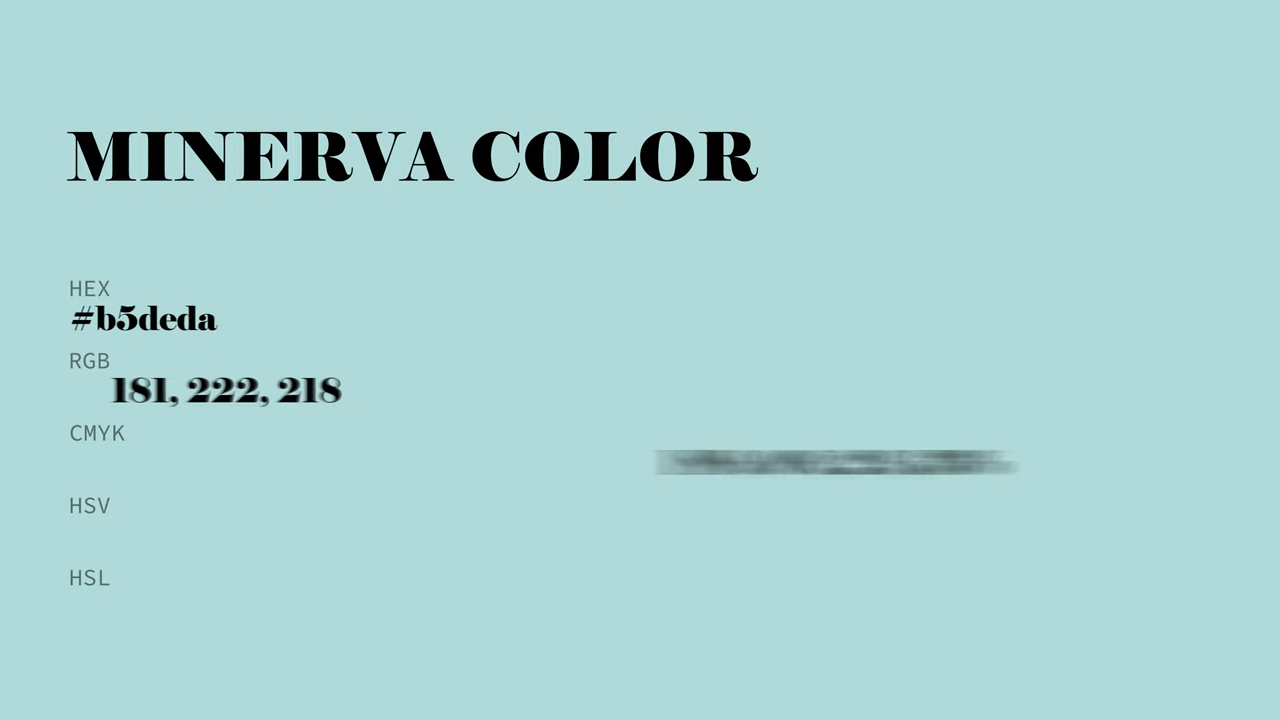 MINERVA COLOR
HEX
#b5deda
RGB
181, 222, 218
CMYK
HSV
HSL